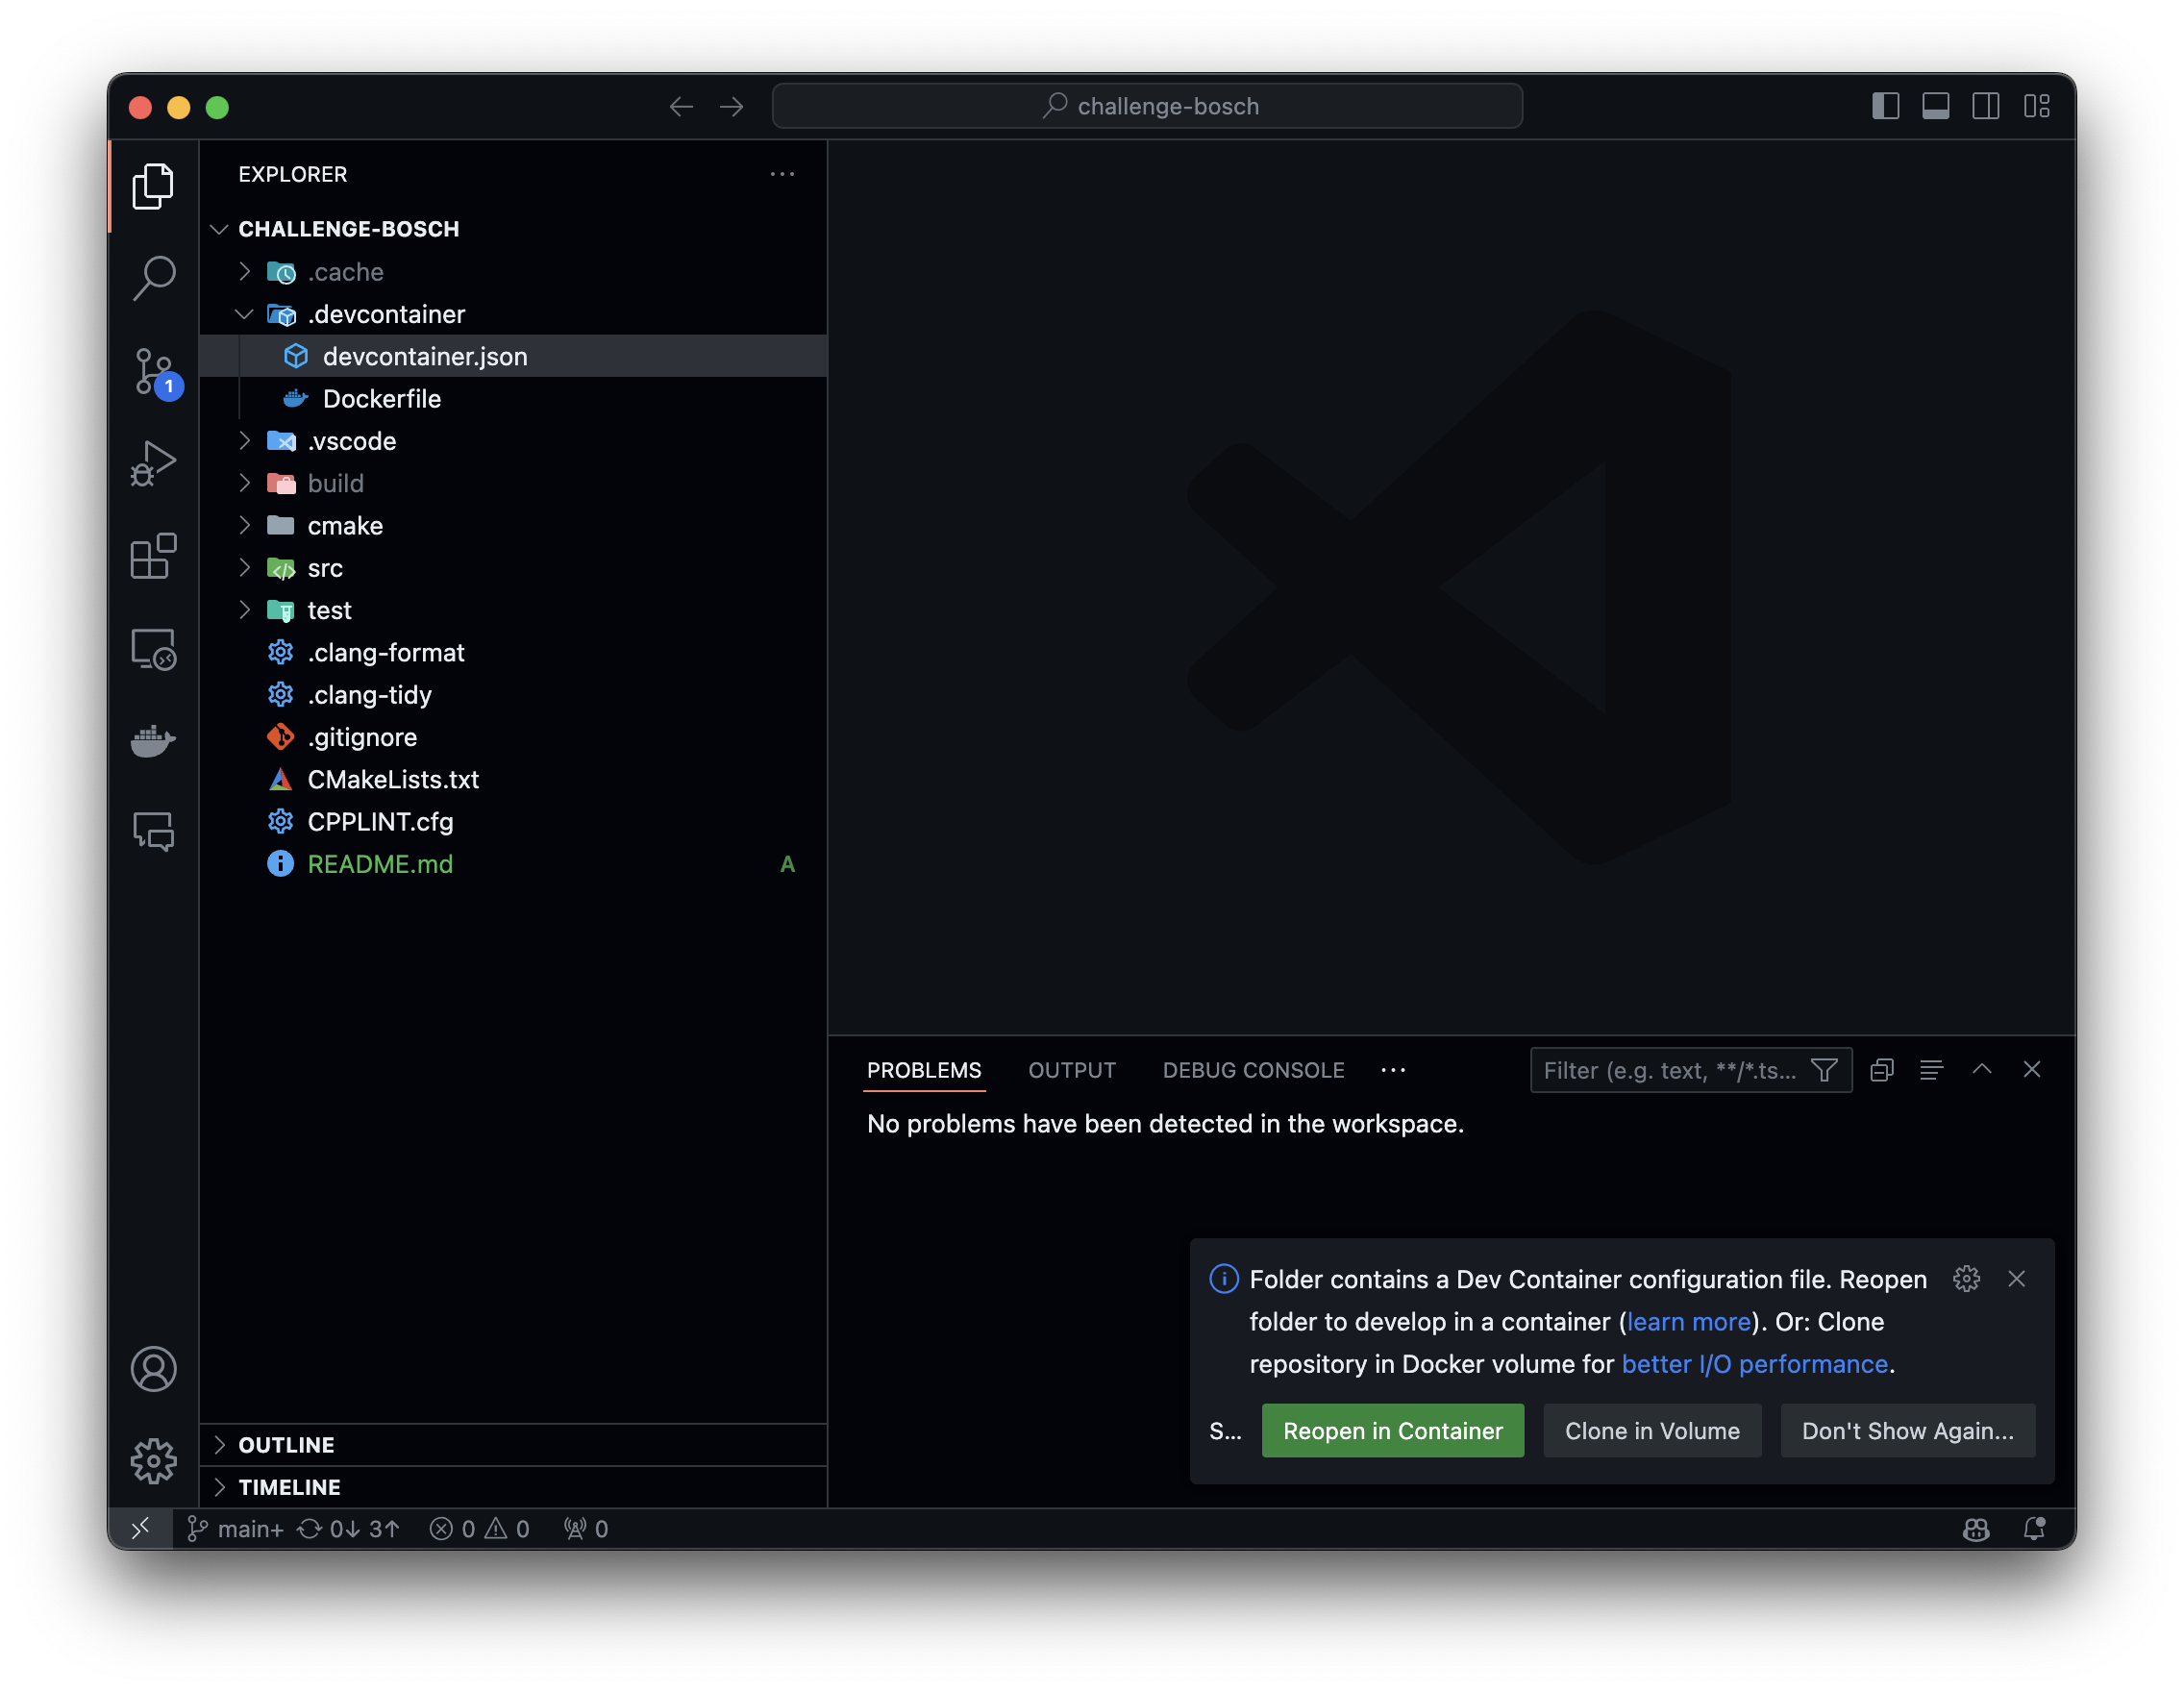 challenge-bosch
EXPLORER
CHALLENGE-BOSCH
.cache
.devcontainer
devcontainer.json
Dockerfile
.vscode
build
cmake
src
test
.clang-format
.clang-tidy
.gitignore
CMakeLists.txt
CPPLINT.cfg
README.md A
1
OUTLINE
TIMELINE
PROBLEMS OUTPUT DEBUG CONSOLE ··· Filter (e.g. text, **/*.ts...
No problems have been detected in the workspace.
Folder contains a Dev Container configuration file. Reopen
folder to develop in a container (learn more). Or: Clone
repository in Docker volume for better I/O performance.
S... Reopen in Container Clone in Volume Don't Show Again...
main+ 0↓ 3↑ 0 0 0